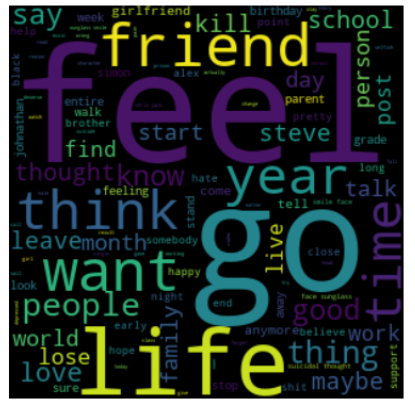 say
girlfriend
birthday
week
kill
school
help
point
friend
person
simon
alex
day
post
black
entire
parent
feel
johnathan
walk
start
steve
pretty
grade
find
brother
thought
know
hate
year
long
feeling
come
talk
think
stand
tell
smile face
leave
month
somebody
live
close
time
want
go
look
happy
good
face sunglass
people
night
end
away
believe
world
early
family
anymore
work
life
thing
support
lose
hope
suicidal thought
love
sure
stop
shit
maybe